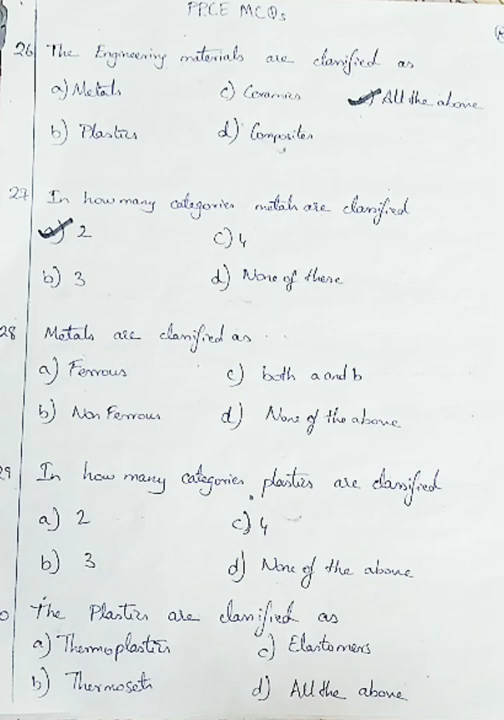 PPCE MCQs
26 The Engineering materials are classified as
a) Metals c) Ceramics e) All the above
b) Plastics d) Composites
27 In how many categories metals are classified
a) 2 c) 4
b) 3 d) None of these
28 Metals are classified as
a) Ferrous c) both a and b
b) Non Ferrous d) None of the above
29 In how many categories plastics are classified
a) 2 c) 4
b) 3 d) None of the above
0 The Plastics are classified as
a) Thermoplastics c) Elastomers
b) Thermosets d) All the above